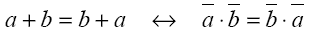 a + b = b + a ↔ a̅ · b̅ = b̅ · a̅